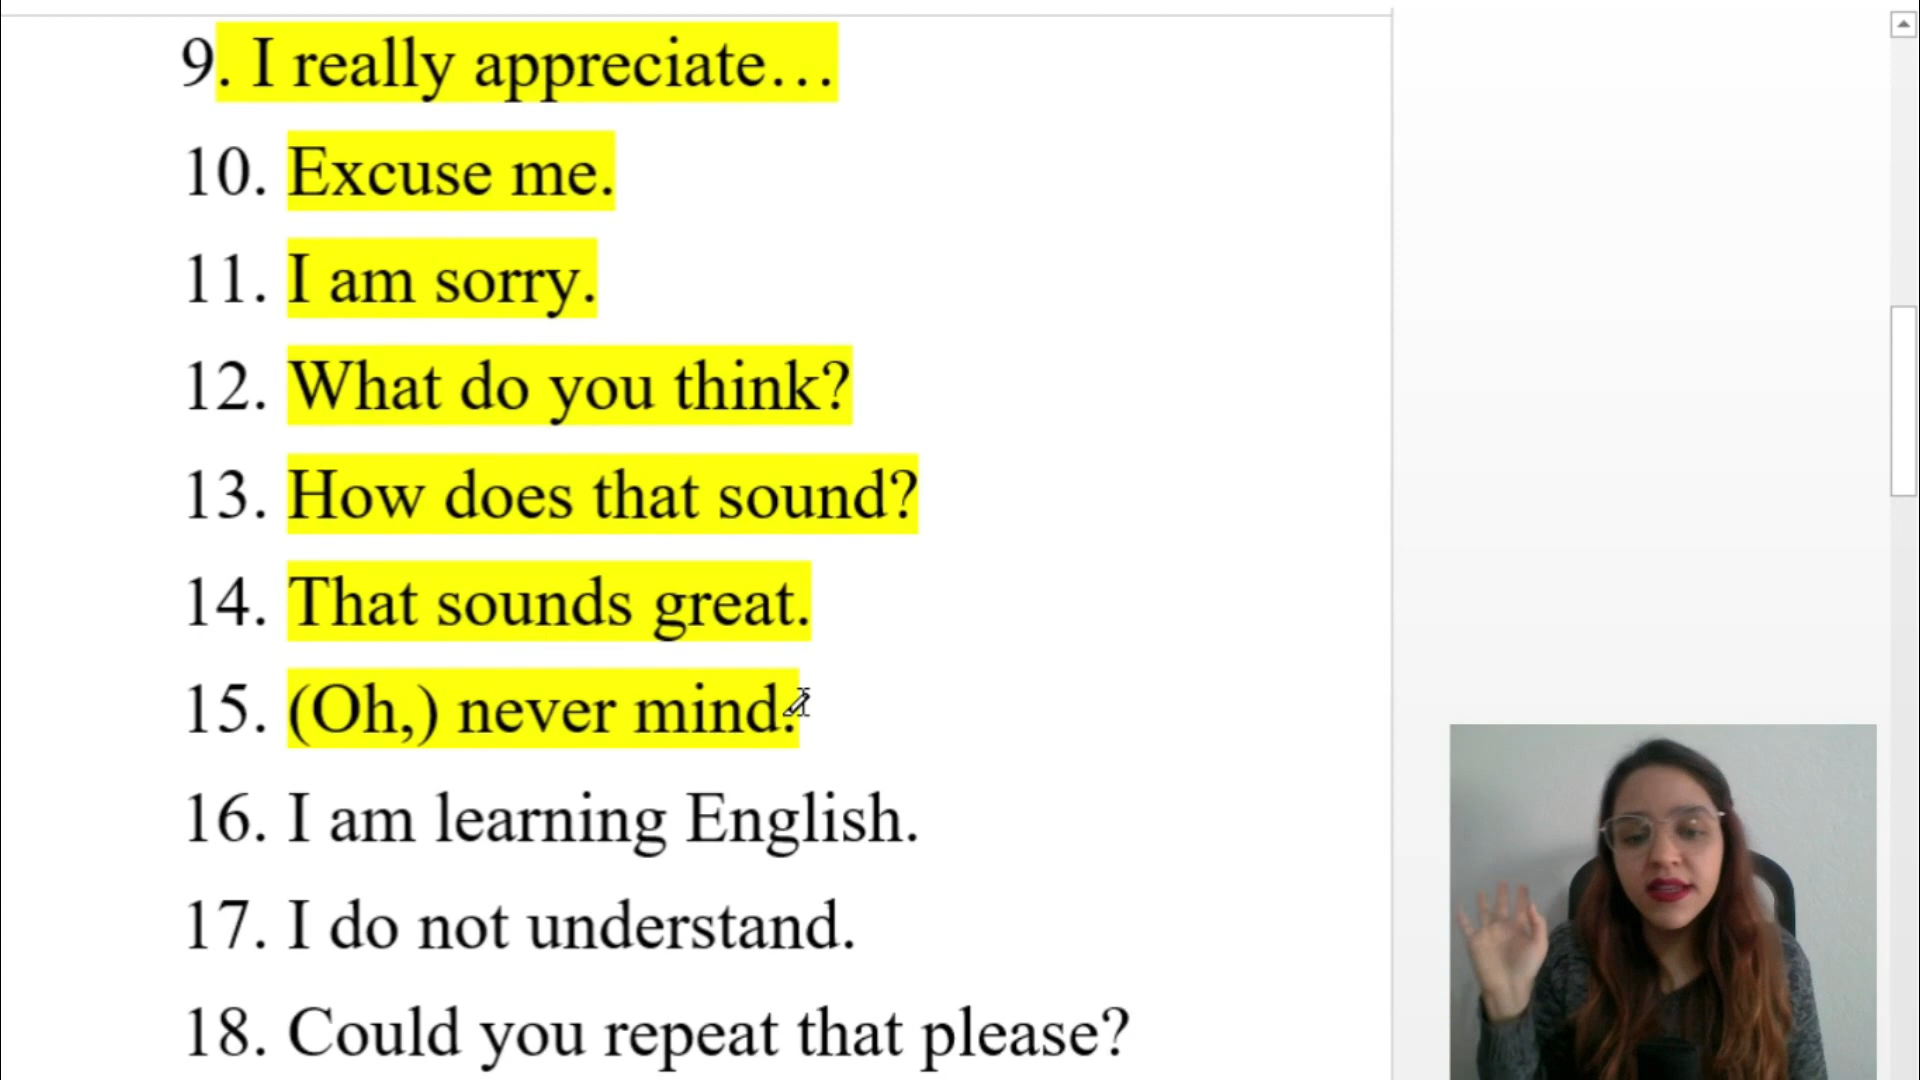 9. I really appreciate…
10. Excuse me.
11. I am sorry.
12. What do you think?
13. How does that sound?
14. That sounds great.
15. (Oh,) never mind.
16. I am learning English.
17. I do not understand.
18. Could you repeat that please?